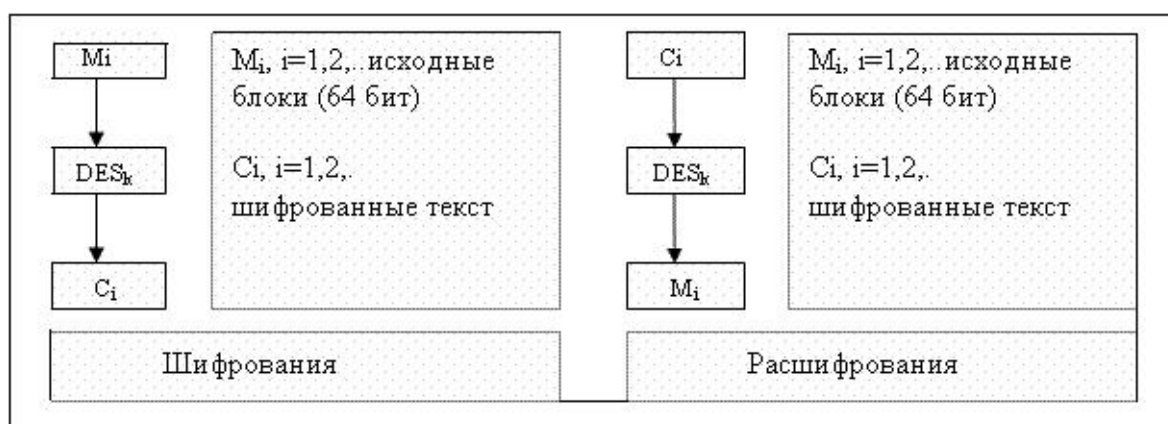 Mi
DESk
Ci
Mi, i=1,2,..исходные
блоки (64 бит)
Ci, i=1,2,.
шифрованные текст
Шифрования
Ci
DESk
Mi
Mi, i=1,2,..исходные
блоки (64 бит)
Ci, i=1,2,.
шифрованные текст
Расшифрования